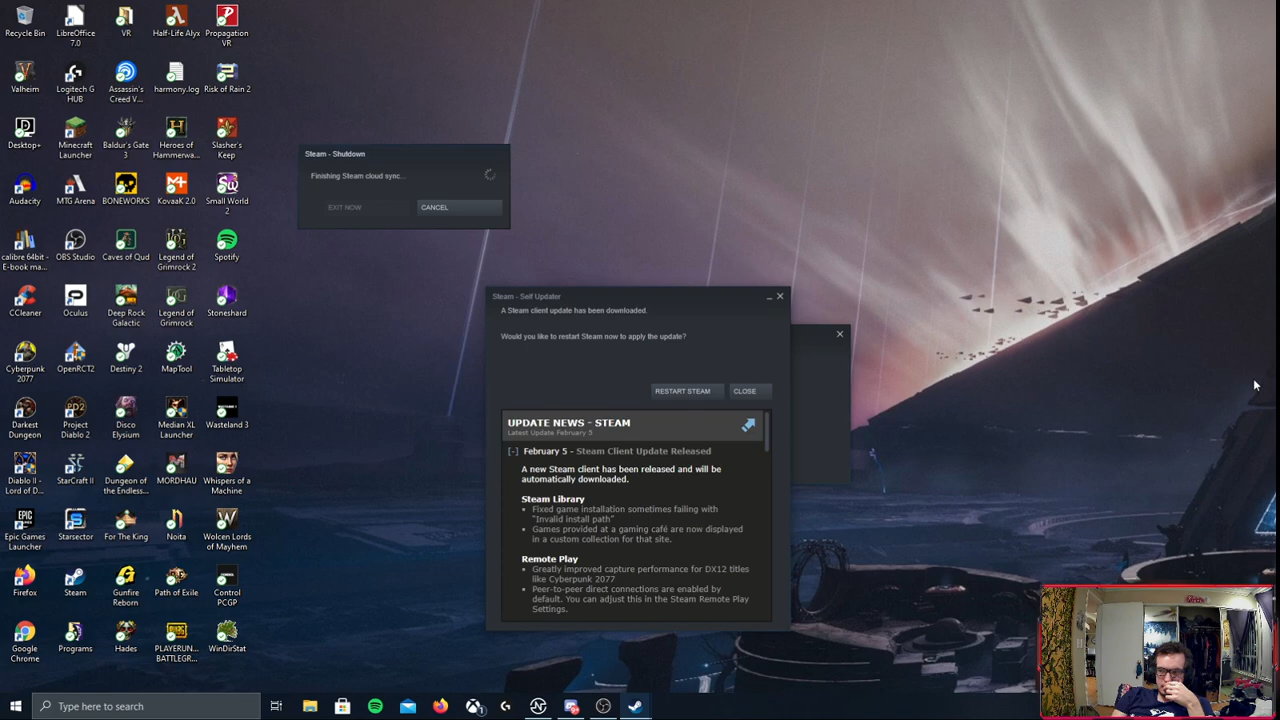 Recycle Bin
LibreOffice 7.0
VR
Half-Life Alyx
Propagation VR
Valheim
Logitech G HUB
Assassin's Creed V...
harmony.log
Risk of Rain 2
Desktop+
Minecraft Launcher
Baldur's Gate 3
Heroes of Hammerwa...
Slasher's Keep
Audacity
MTG Arena
BONEWORKS
KovaaK 2.0
Small World 2
calibre 64bit - E-book ma...
OBS Studio
Caves of Qud
Legend of Grimrock 2
Spotify
CCleaner
Oculus
Deep Rock Galactic
Legend of Grimrock
Stoneshard
Cyberpunk 2077
OpenRCT2
Destiny 2
MapTool
Tabletop Simulator
Darkest Dungeon
Project Diablo 2
Disco Elysium
Median XL Launcher
Wasteland 3
Diablo II - Lord of D...
StarCraft II
Dungeon of the Endless...
MORDHAU
Whispers of a Machine
Epic Games Launcher
Starsector
For The King
Noita
Wolcen Lords of Mayhem
Firefox
Steam
Gunfire Reborn
Path of Exile
Control PCGP
Google Chrome
Programs
Hades
PLAYERUN... BATTLEGR...
WinDirStat
Steam - Shutdown
Finishing Steam cloud sync...
EXIT NOW
CANCEL
Steam - Self Updater
A Steam client update has been downloaded.
Would you like to restart Steam now to apply the update?
RESTART STEAM
CLOSE
UPDATE NEWS - STEAM
Latest Update February 5
[-] February 5 - Steam Client Update Released
A new Steam client has been released and will be
automatically downloaded.
Steam Library
Fixed game installation sometimes failing with
"Invalid install path"
Games provided at a gaming café are now displayed
in a custom collection for that site.
Remote Play
Greatly improved capture performance for DX12 titles
like Cyberpunk 2077
Peer-to-peer direct connections are enabled by
default. You can adjust this in the Steam Remote Play
Settings.
Type here to search